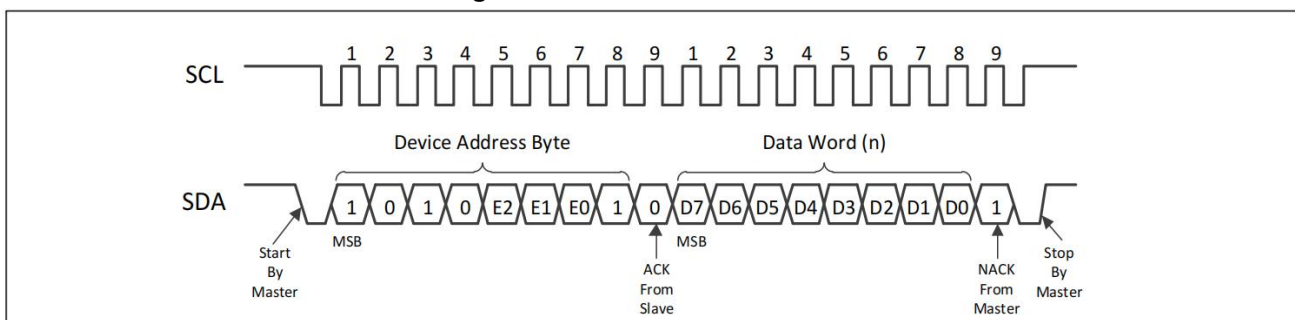 1 2 3 4 5 6 7 8 9 1 2 3 4 5 6 7 8 9
SCL
Device Address Byte Data Word (n)
SDA
1 0 1 0 E2 E1 E0 1 0 D7 D6 D5 D4 D3 D2 D1 D0 1
MSB MSB
Start
By
Master
ACK
From
Slave
NACK
From
Master
Stop
By
Master